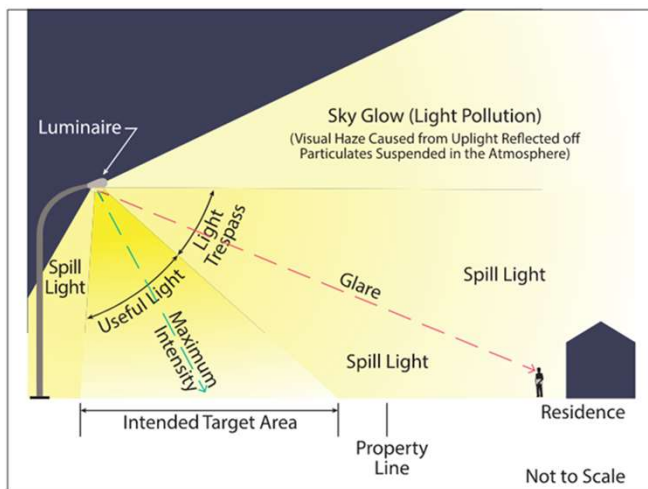 Sky Glow (Light Pollution)
(Visual Haze Caused from Uplight Reflected off
Particulates Suspended in the Atmosphere)
Luminaire
Light
Trespass
Spill
Light
Useful Light
Glare
Spill Light
Maximum
Intensity
Spill Light
Residence
Intended Target Area
Property
Line
Not to Scale